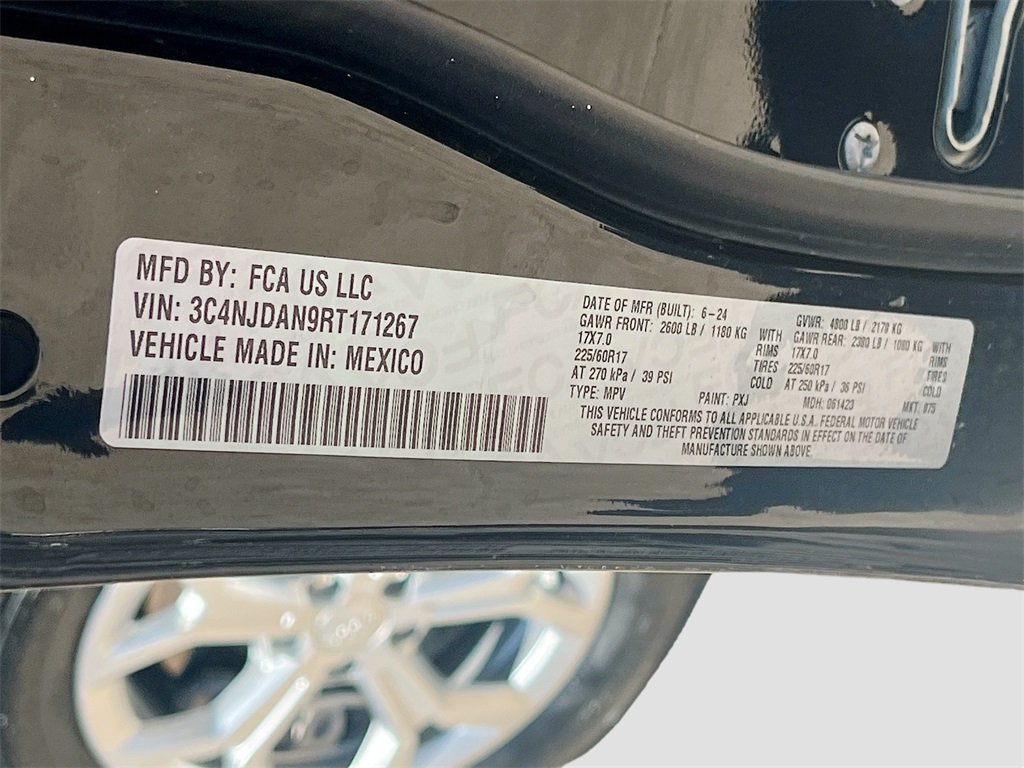 MFD BY: FCA US LLC
VIN: 3C4NJDAN9RT171267
VEHICLE MADE IN: MEXICO
DATE OF MFR (BUILT): 6-24
GVWR: 4800 LB / 2178 KG
GAWR FRONT: 2600 LB / 1180 KG WITH
GAWR REAR: 2380 LB / 1080 KG WITH
17X7.0 RIMS 17X7.0 RIMS
225/60R17 TIRES 225/60R17 TIRES
AT 270 kPa / 39 PSI COLD AT 250 kPa / 36 PSI COLD
TYPE: MPV PAINT: PXJ MDH: 061423 MKT: 875
THIS VEHICLE CONFORMS TO ALL APPLICABLE U.S.A. FEDERAL MOTOR VEHICLE
SAFETY AND THEFT PREVENTION STANDARDS IN EFFECT ON THE DATE OF
MANUFACTURE SHOWN ABOVE.